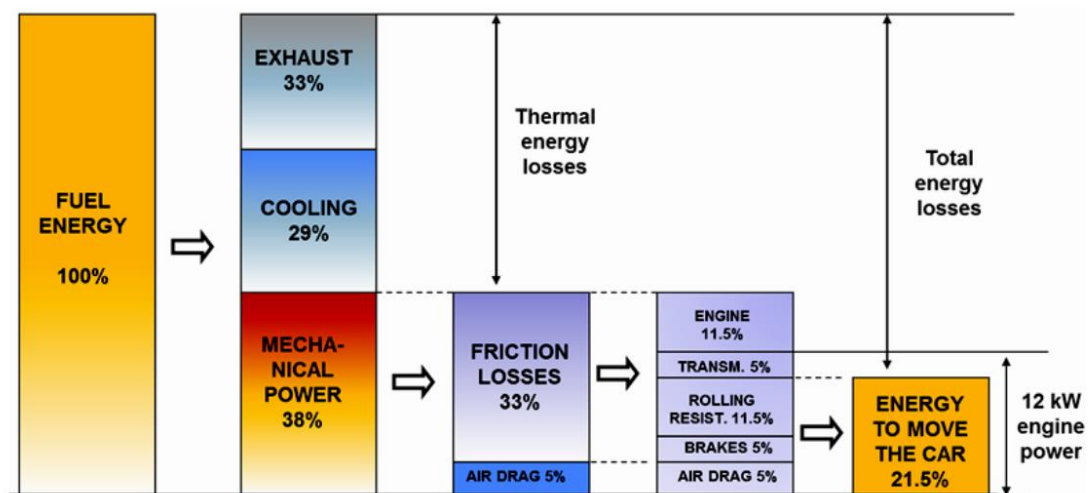 FUEL
ENERGY
100%
EXHAUST
33%
COOLING
29%
MECHA-
NICAL
POWER
38%
Thermal
energy
losses
FRICTION
LOSSES
33%
AIR DRAG 5%
ENGINE
11.5%
TRANSM. 5%
ROLLING
RESIST. 11.5%
BRAKES 5%
AIR DRAG 5%
Total
energy
losses
ENERGY
TO MOVE
THE CAR
21.5%
12 kW
engine
power